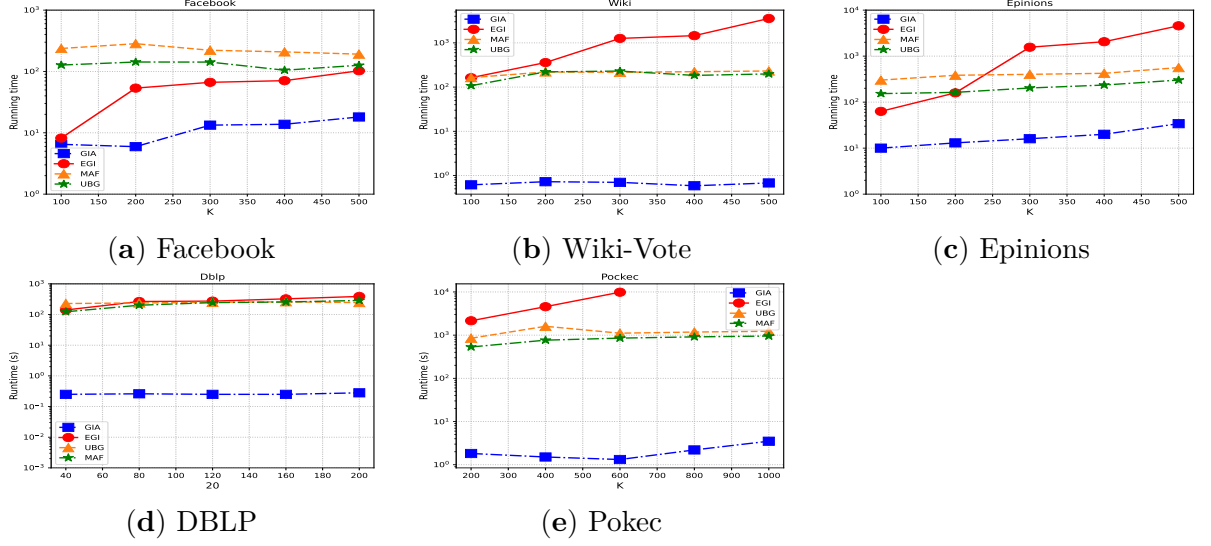 Facebook
Running time
10³
10²
10¹
10⁰
GIA
EGI
MAF
UBG
100 150 200 250 300 350 400 450 500
K
(a) Facebook
Wiki
Running time
10³
10²
10¹
10⁰
GIA
EGI
MAF
UBG
100 150 200 250 300 350 400 450 500
K
(b) Wiki-Vote
Epinions
Running time
10⁴
10³
10²
10¹
10⁰
GIA
EGI
MAF
UBG
100 150 200 250 300 350 400 450 500
K
(c) Epinions
Dblp
Runtime (s)
10³
10²
10¹
10⁰
10⁻¹
10⁻²
10⁻³
GIA
EGI
UBG
MAF
40 60 80 100 120 140 160 180 200
20
(d) DBLP
Pockec
Runtime (s)
10⁴
10³
10²
10¹
10⁰
GIA
EGI
UBG
MAF
200 300 400 500 600 700 800 900 1000
K
(e) Pokec